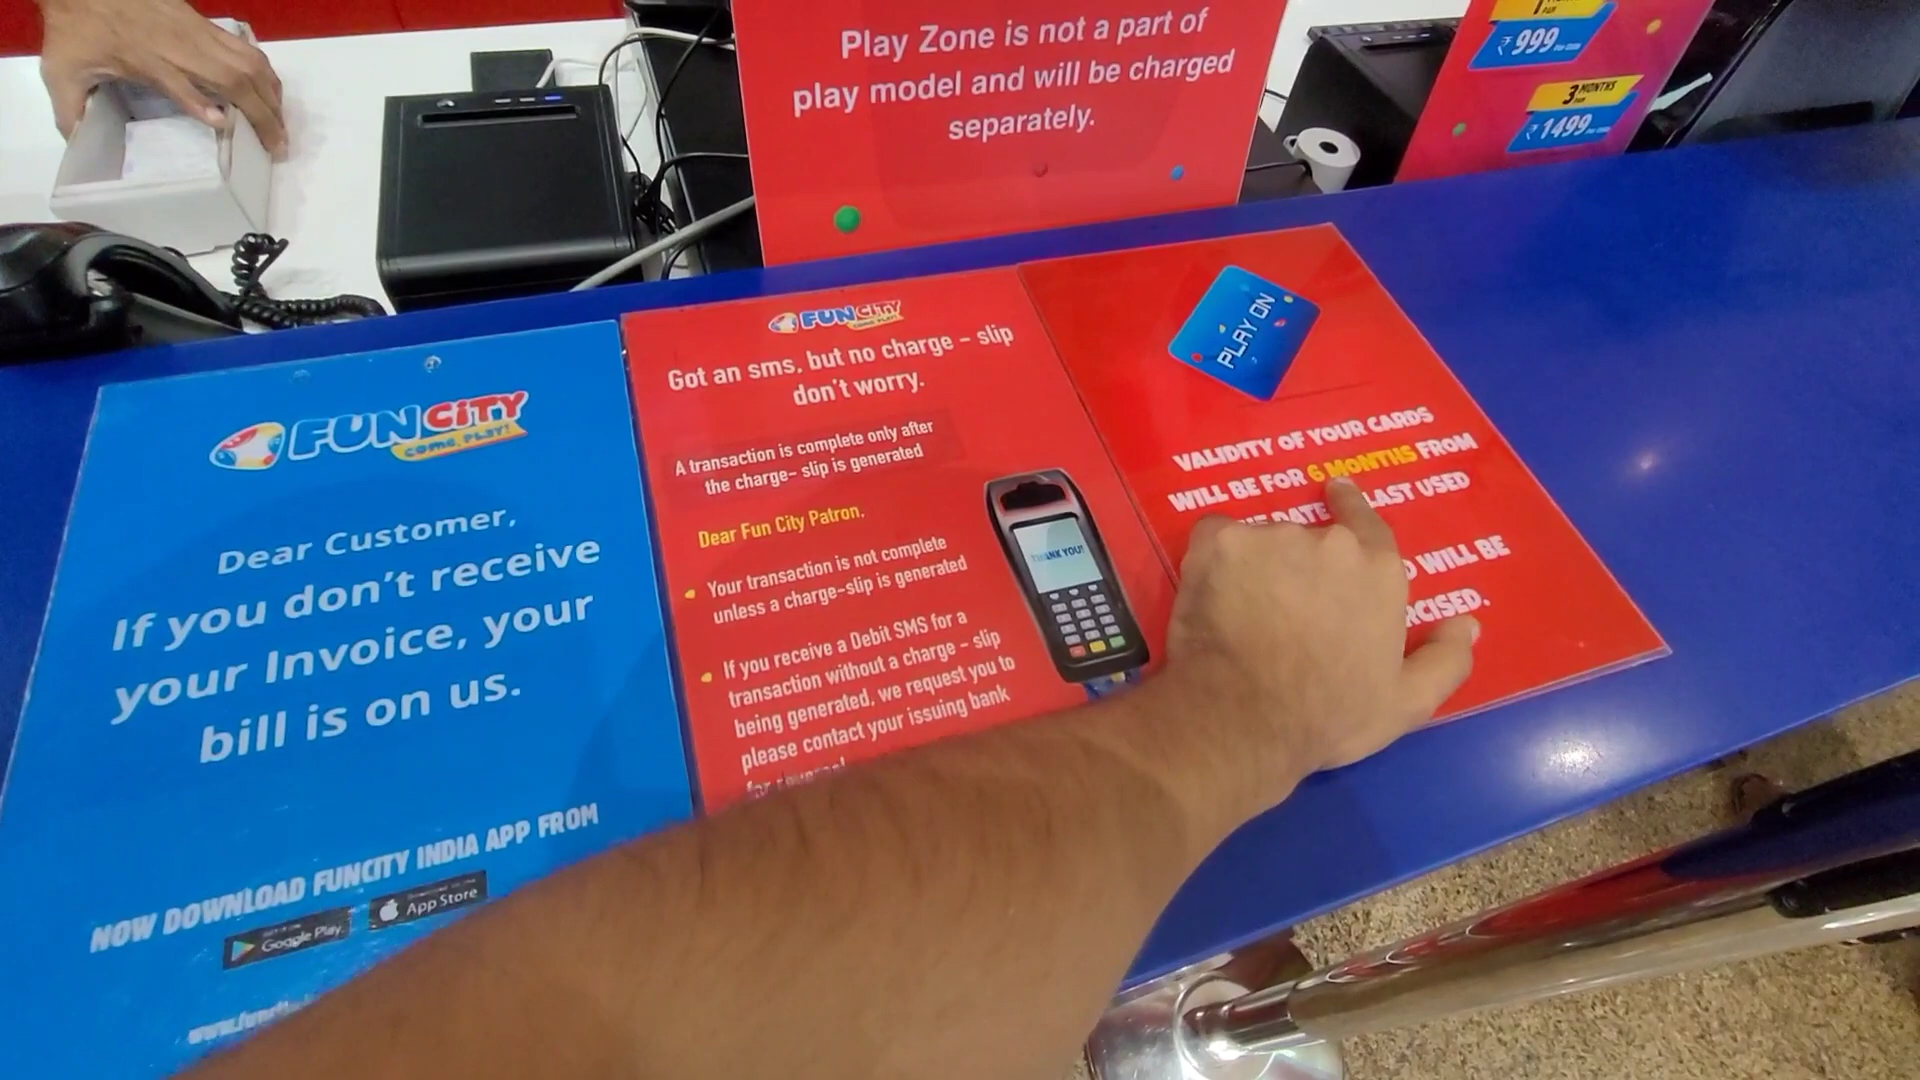 Play Zone is not a part of
play model and will be charged
separately.
₹ 999
3 MONTHS
₹ 1499
FUN CiTY
COME, PLAY!
Dear Customer,
If you don't receive
your Invoice, your
bill is on us.
NOW DOWNLOAD FUNCITY INDIA APP FROM
Google Play
App Store
FUN CiTY
COME, PLAY!
Got an sms, but no charge – slip
don't worry.
A transaction is complete only after
the charge– slip is generated
Dear Fun City Patron,
Your transaction is not complete
unless a charge-slip is generated
If you receive a Debit SMS for a
transaction without a charge – slip
being generated, we request you to
please contact your issuing bank
for
THANK YOU!
PLAY ON
VALIDITY OF YOUR CARDS
WILL BE FOR 6 MONTHS FROM
DATE LAST USED
WILL BE